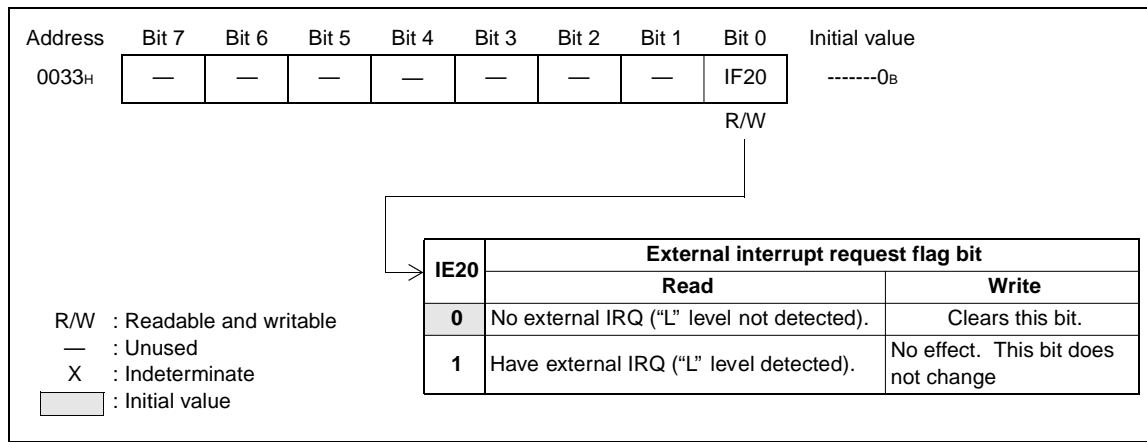 Address Bit 7 Bit 6 Bit 5 Bit 4 Bit 3 Bit 2 Bit 1 Bit 0 Initial value
0033H — — — — — — — IF20 -------0B
R/W
IE20 External interrupt request flag bit
Read Write
0 No external IRQ (“L” level not detected). Clears this bit.
1 Have external IRQ (“L” level detected). No effect. This bit does
not change
R/W : Readable and writable
— : Unused
X : Indeterminate
: Initial value